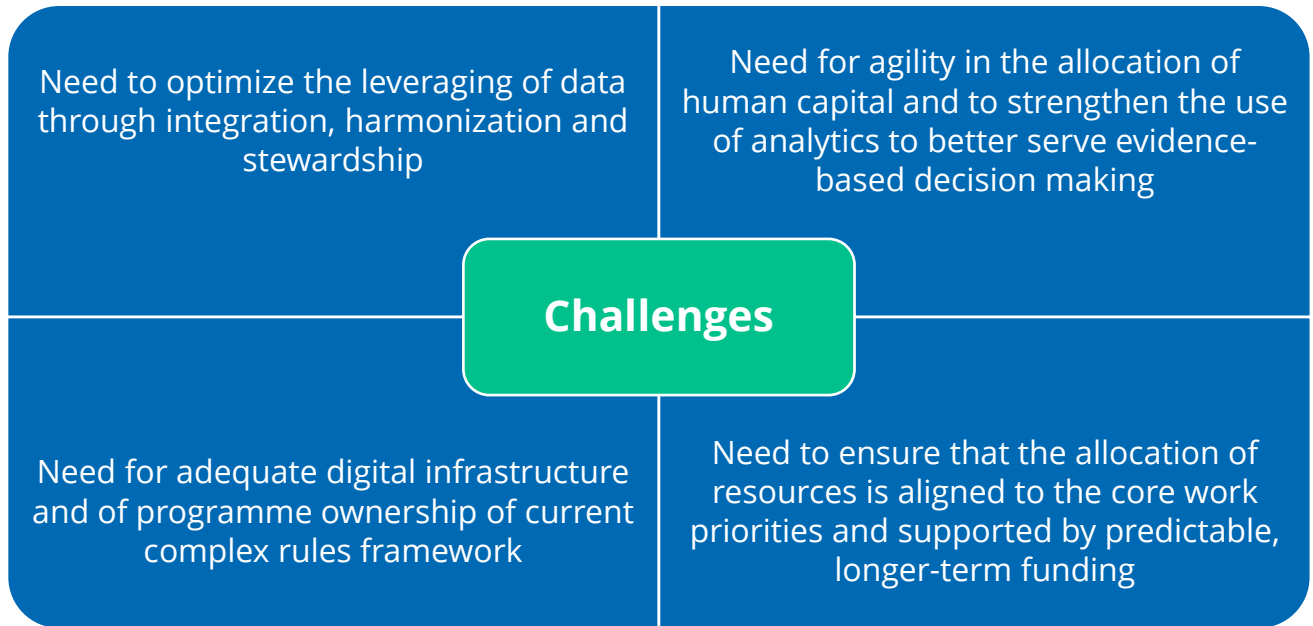 Need to optimize the leveraging of data
through integration, harmonization and
stewardship
Need for agility in the allocation of
human capital and to strengthen the use
of analytics to better serve evidence-
based decision making
Challenges
Need for adequate digital infrastructure
and of programme ownership of current
complex rules framework
Need to ensure that the allocation of
resources is aligned to the core work
priorities and supported by predictable,
longer-term funding